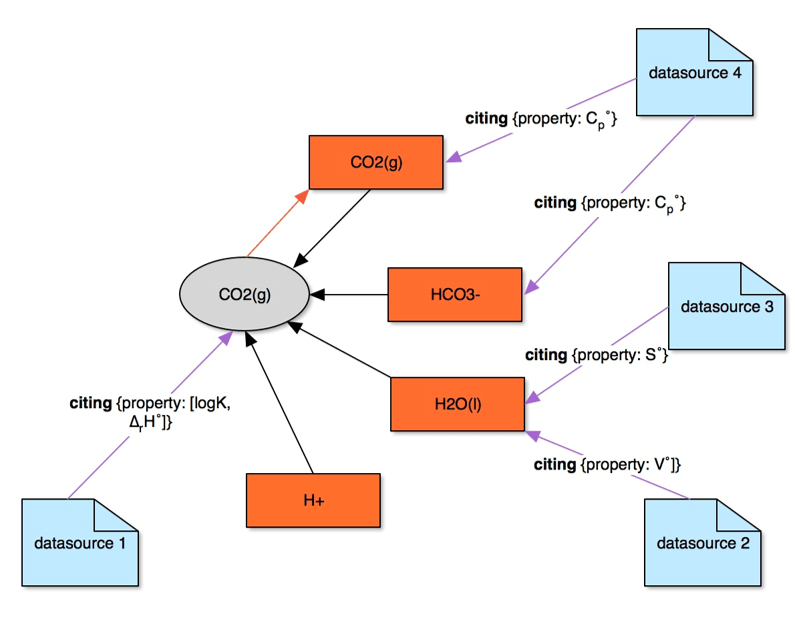 datasource 4
citing {property: Cp°}
CO2(g)
citing {property: Cp°}
CO2(g)
HCO3-
datasource 3
citing {property: S°}
citing {property: [logK,
ΔrH°]}
H2O(l)
citing {property: V°]}
H+
datasource 1
datasource 2